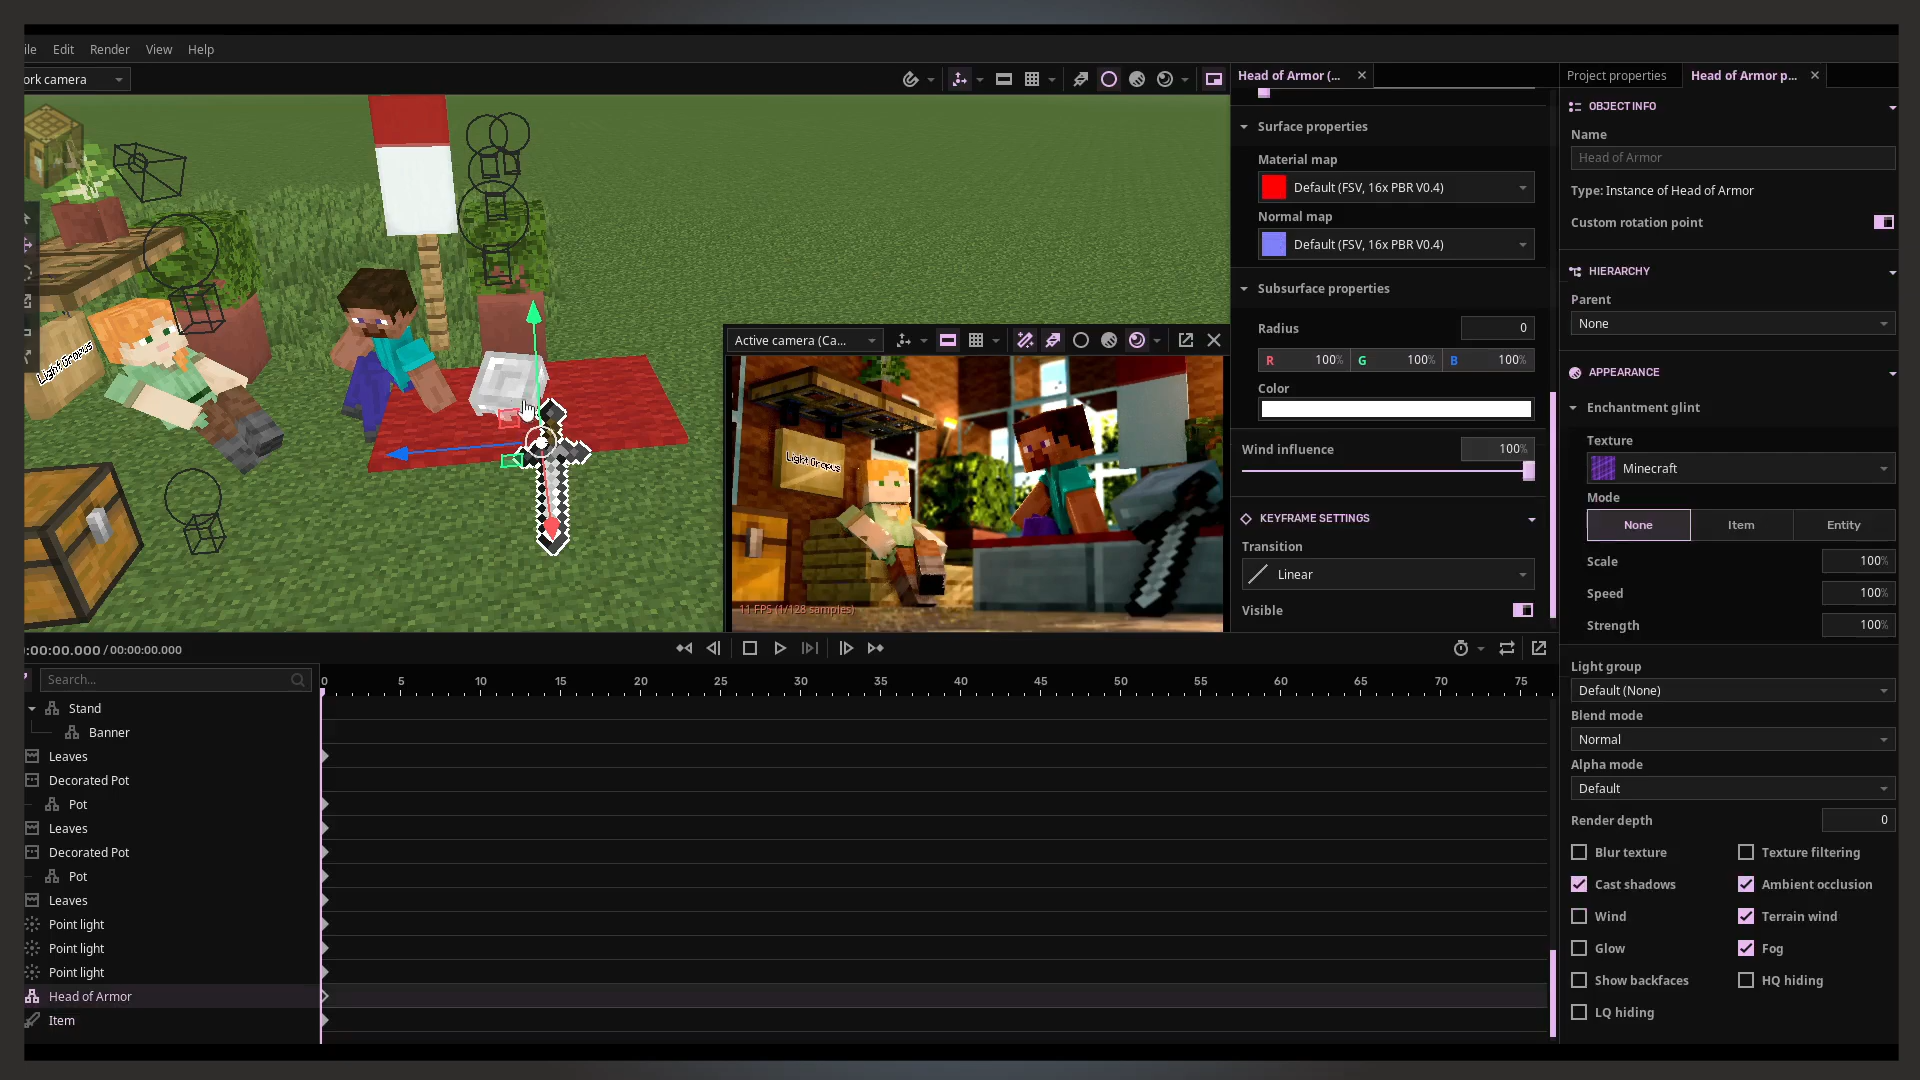 ile Edit Render View Help
ork camera
Light Gropus
Active camera (Ca...
Light Gropus
11 FPS (1/128 samples)
Head of Armor (...
Surface properties
Material map
Default (FSV, 16x PBR V0.4)
Normal map
Default (FSV, 16x PBR V0.4)
Subsurface properties
Radius 0
R 100% G 100% B 100%
Color
Wind influence 100%
KEYFRAME SETTINGS
Transition
Linear
Visible
Project properties Head of Armor p...
OBJECT INFO
Name
Head of Armor
Type: Instance of Head of Armor
Custom rotation point
HIERARCHY
Parent
None
APPEARANCE
Enchantment glint
Texture
Minecraft
Mode
None Item Entity
Scale 100%
Speed 100%
Strength 100%
Light group
Default (None)
Blend mode
Normal
Alpha mode
Default
Render depth 0
Blur texture Texture filtering
Cast shadows Ambient occlusion
Wind Terrain wind
Glow Fog
Show backfaces HQ hiding
LQ hiding
:00:00.000 / 00:00:00.000
Search...
0 5 10 15 20 25 30 35 40 45 50 55 60 65 70 75
Stand
Banner
Leaves
Decorated Pot
Pot
Leaves
Decorated Pot
Pot
Leaves
Point light
Point light
Point light
Head of Armor
Item